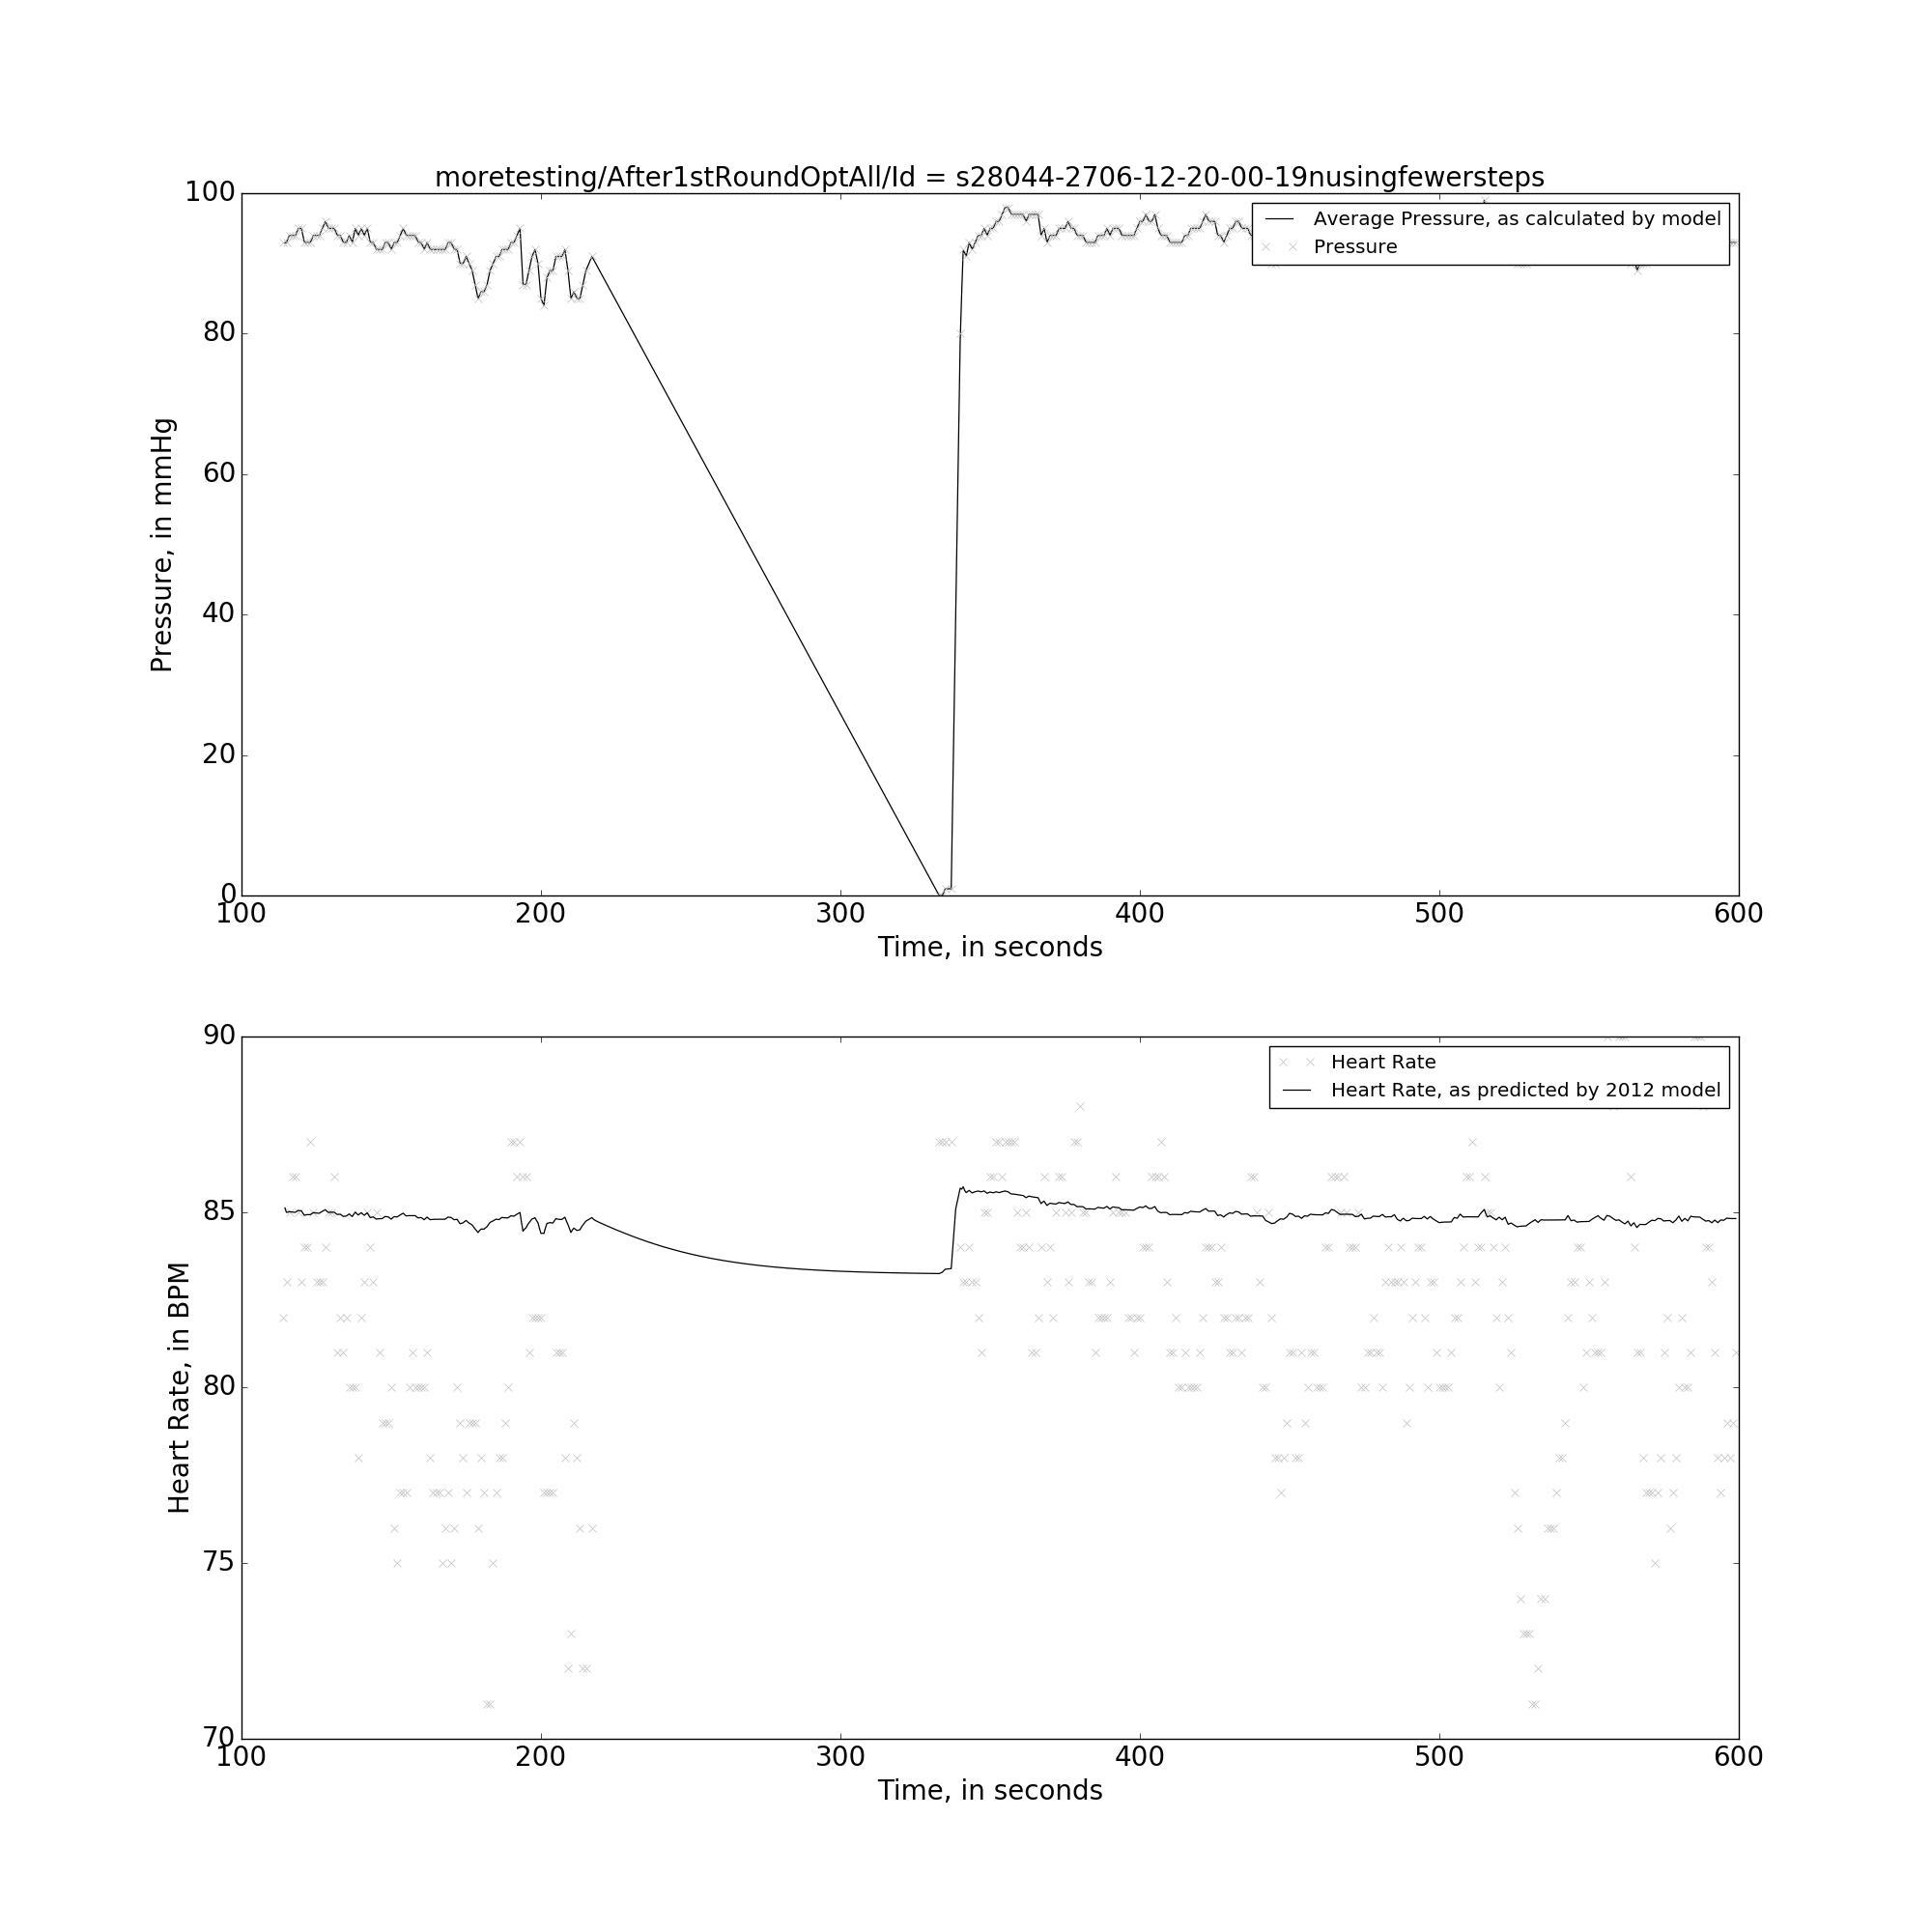 moretesting/After1stRoundOptAll/Id = s28044-2706-12-20-00-19nusingfewersteps
100
80
60
40
20
0
Pressure, in mmHg
Average Pressure, as calculated by model
Pressure
100 200 300 400 500 600
Time, in seconds
90
85
80
75
70
Heart Rate, in BPM
Heart Rate
Heart Rate, as predicted by 2012 model
100 200 300 400 500 600
Time, in seconds